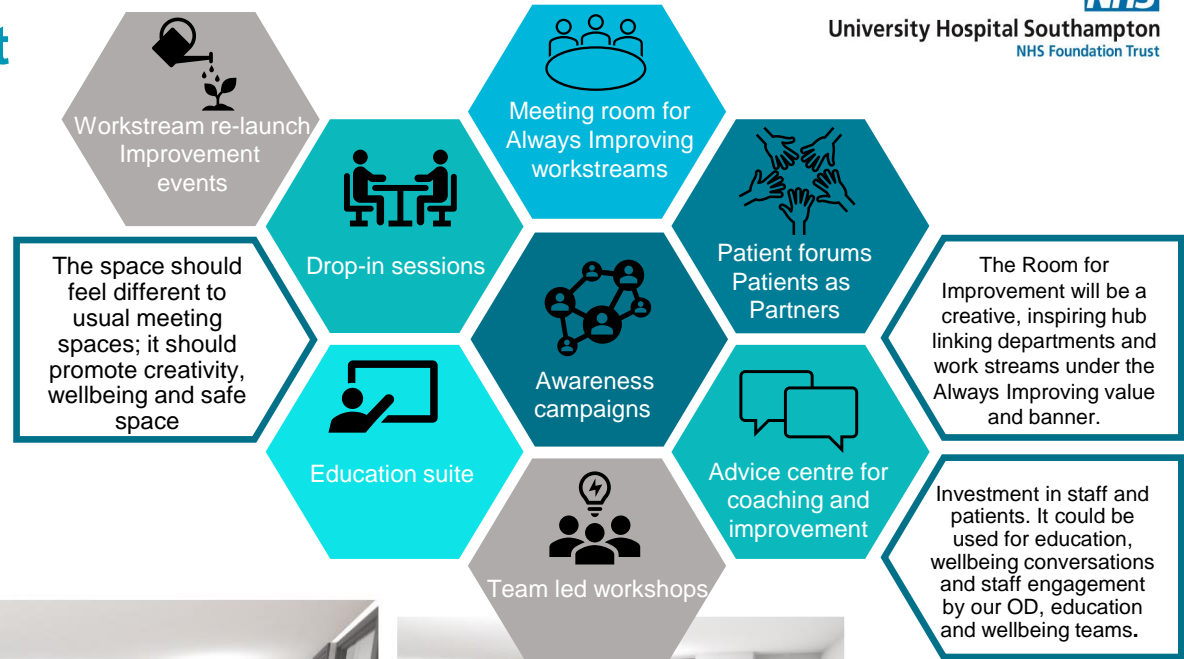 t
NHS
University Hospital Southampton
NHS Foundation Trust
Workstream re-launch
Improvement
events
Meeting room for
Always Improving
workstreams
Drop-in sessions
Patient forums
Patients as
Partners
The space should
feel different to
usual meeting
spaces; it should
promote creativity,
wellbeing and safe
space
Awareness
campaigns
The Room for
Improvement will be a
creative, inspiring hub
linking departments and
work streams under the
Always Improving value
and banner.
Education suite
Advice centre for
coaching and
improvement
Team led workshops
Investment in staff and
patients. It could be
used for education,
wellbeing conversations
and staff engagement
by our OD, education
and wellbeing teams.